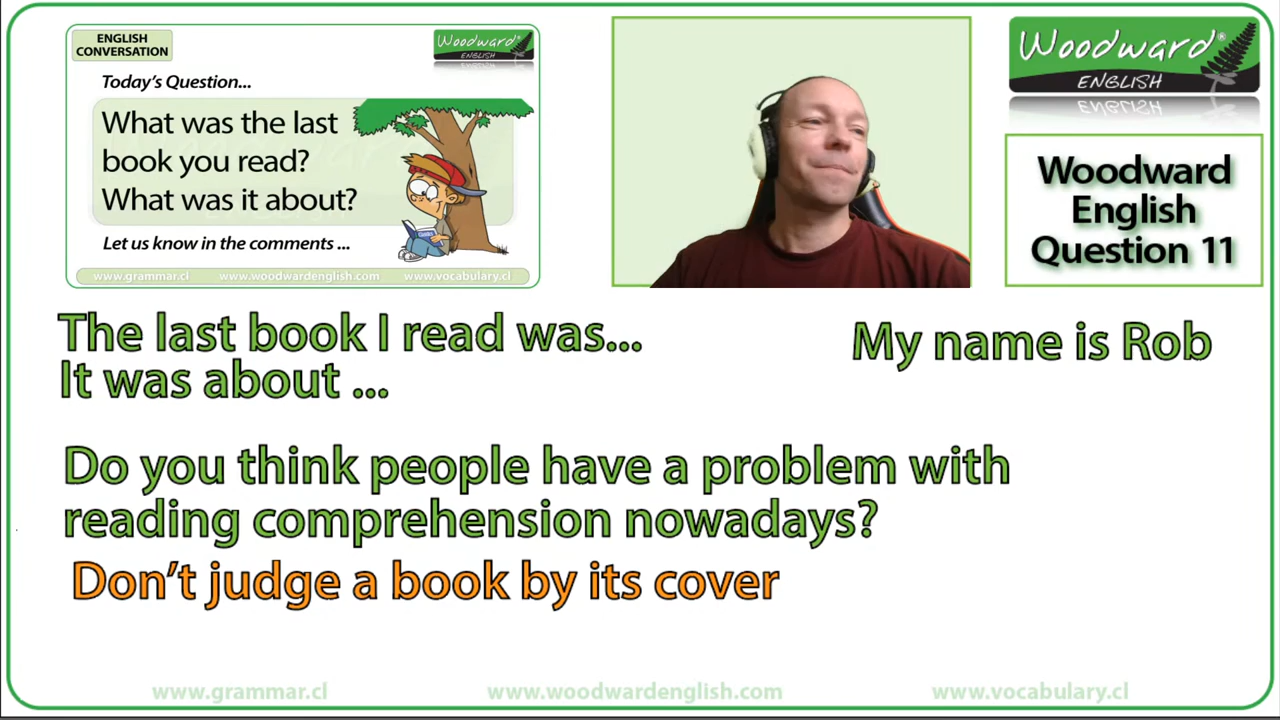 ENGLISH
CONVERSATION
Woodward®
ENGLISH
Today's Question...
What was the last
book you read?
What was it about?
Let us know in the comments ...
www.grammar.cl www.woodwardenglish.com www.vocabulary.cl
Woodward®
ENGLISH
Woodward
English
Question 11
The last book I read was...
It was about ...
My name is Rob
Do you think people have a problem with
reading comprehension nowadays?
Don't judge a book by its cover
www.grammar.cl www.woodwardenglish.com www.vocabulary.cl